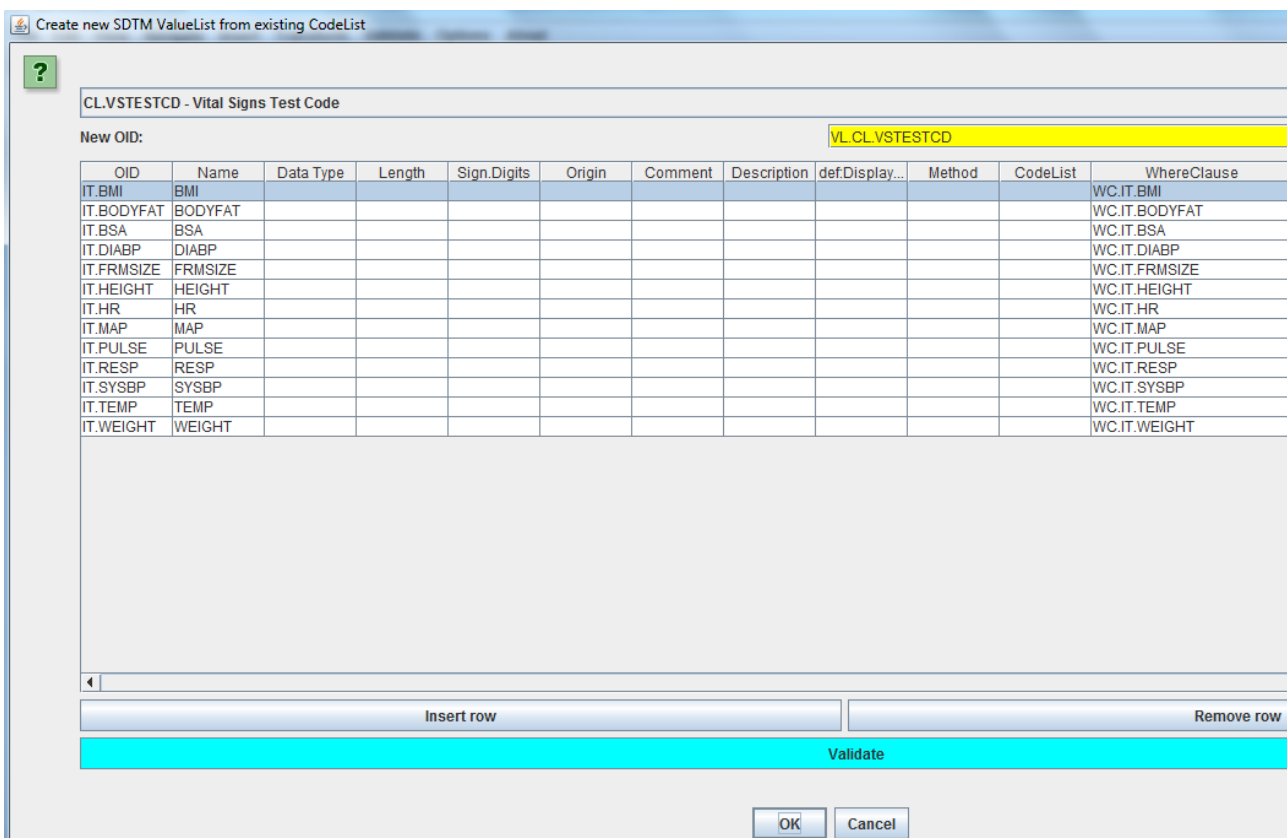 Create new SDTM ValueList from existing CodeList
?
CL.VSTESTCD - Vital Signs Test Code
New OID: VL.CL.VSTESTCD
OID Name Data Type Length Sign.Digits Origin Comment Description def:Display... Method CodeList WhereClause
IT.BMI BMI WC.IT.BMI
IT.BODYFAT BODYFAT WC.IT.BODYFAT
IT.BSA BSA WC.IT.BSA
IT.DIABP DIABP WC.IT.DIABP
IT.FRMSIZE FRMSIZE WC.IT.FRMSIZE
IT.HEIGHT HEIGHT WC.IT.HEIGHT
IT.HR HR WC.IT.HR
IT.MAP MAP WC.IT.MAP
IT.PULSE PULSE WC.IT.PULSE
IT.RESP RESP WC.IT.RESP
IT.SYSBP SYSBP WC.IT.SYSBP
IT.TEMP TEMP WC.IT.TEMP
IT.WEIGHT WEIGHT WC.IT.WEIGHT
Insert row Remove row
Validate
OK Cancel